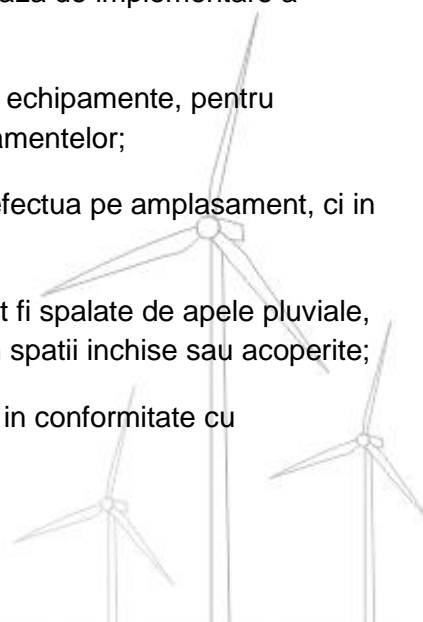 faza de implementare a
echipamente, pentru
amentelor;
efectua pe amplasament, ci in
t fi spalate de apele pluviale,
spatii inchise sau acoperite;
in conformitate cu